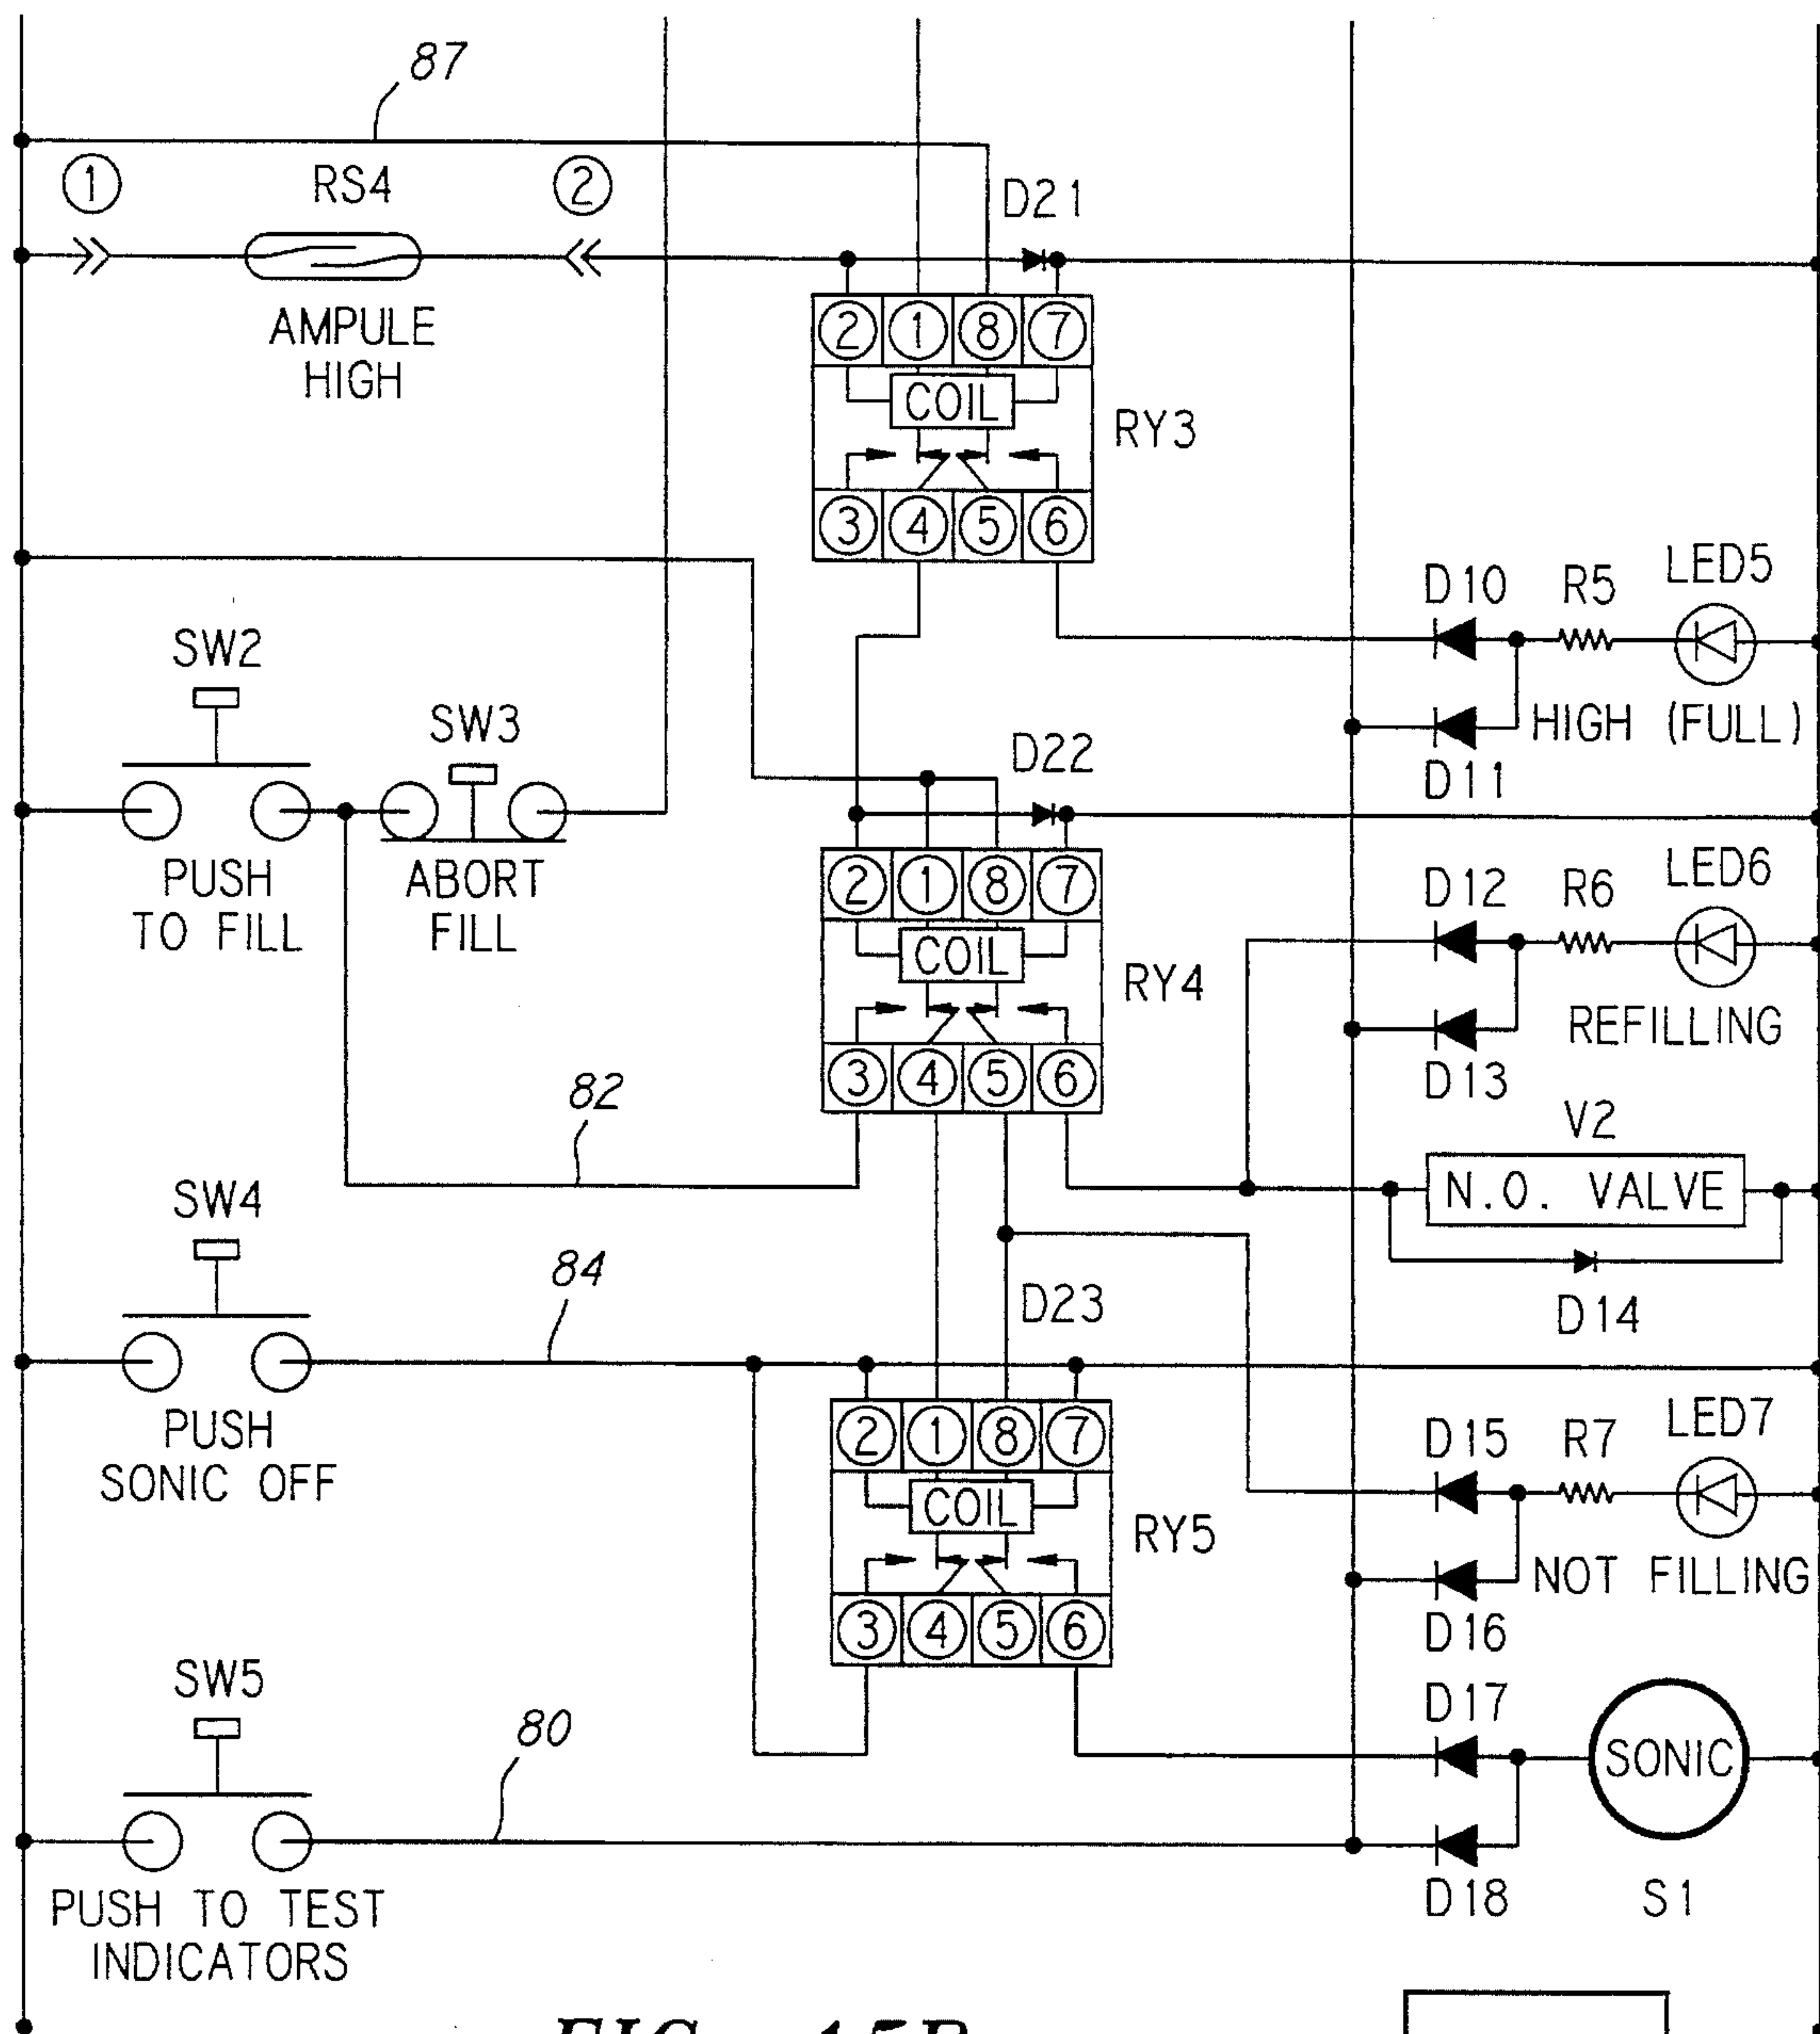 87
① RS4 ②
D21
AMPULE
HIGH
② ① ⑧ ⑦
COIL
RY3
③ ④ ⑤ ⑥
D10 R5 LED5
SW2
SW3
D22
HIGH (FULL)
D11
PUSH
TO FILL
ABORT
FILL
② ① ⑧ ⑦
COIL
RY4
D12 R6 LED6
REFILLING
③ ④ ⑤ ⑥
D13
82
V2
N.O. VALVE
SW4
84
D23
D14
PUSH
SONIC OFF
② ① ⑧ ⑦
COIL
RY5
D15 R7 LED7
NOT FILLING
③ ④ ⑤ ⑥
D16
SW5
80
D17
SONIC
D18 S1
PUSH TO TEST
INDICATORS
FIG. 15B